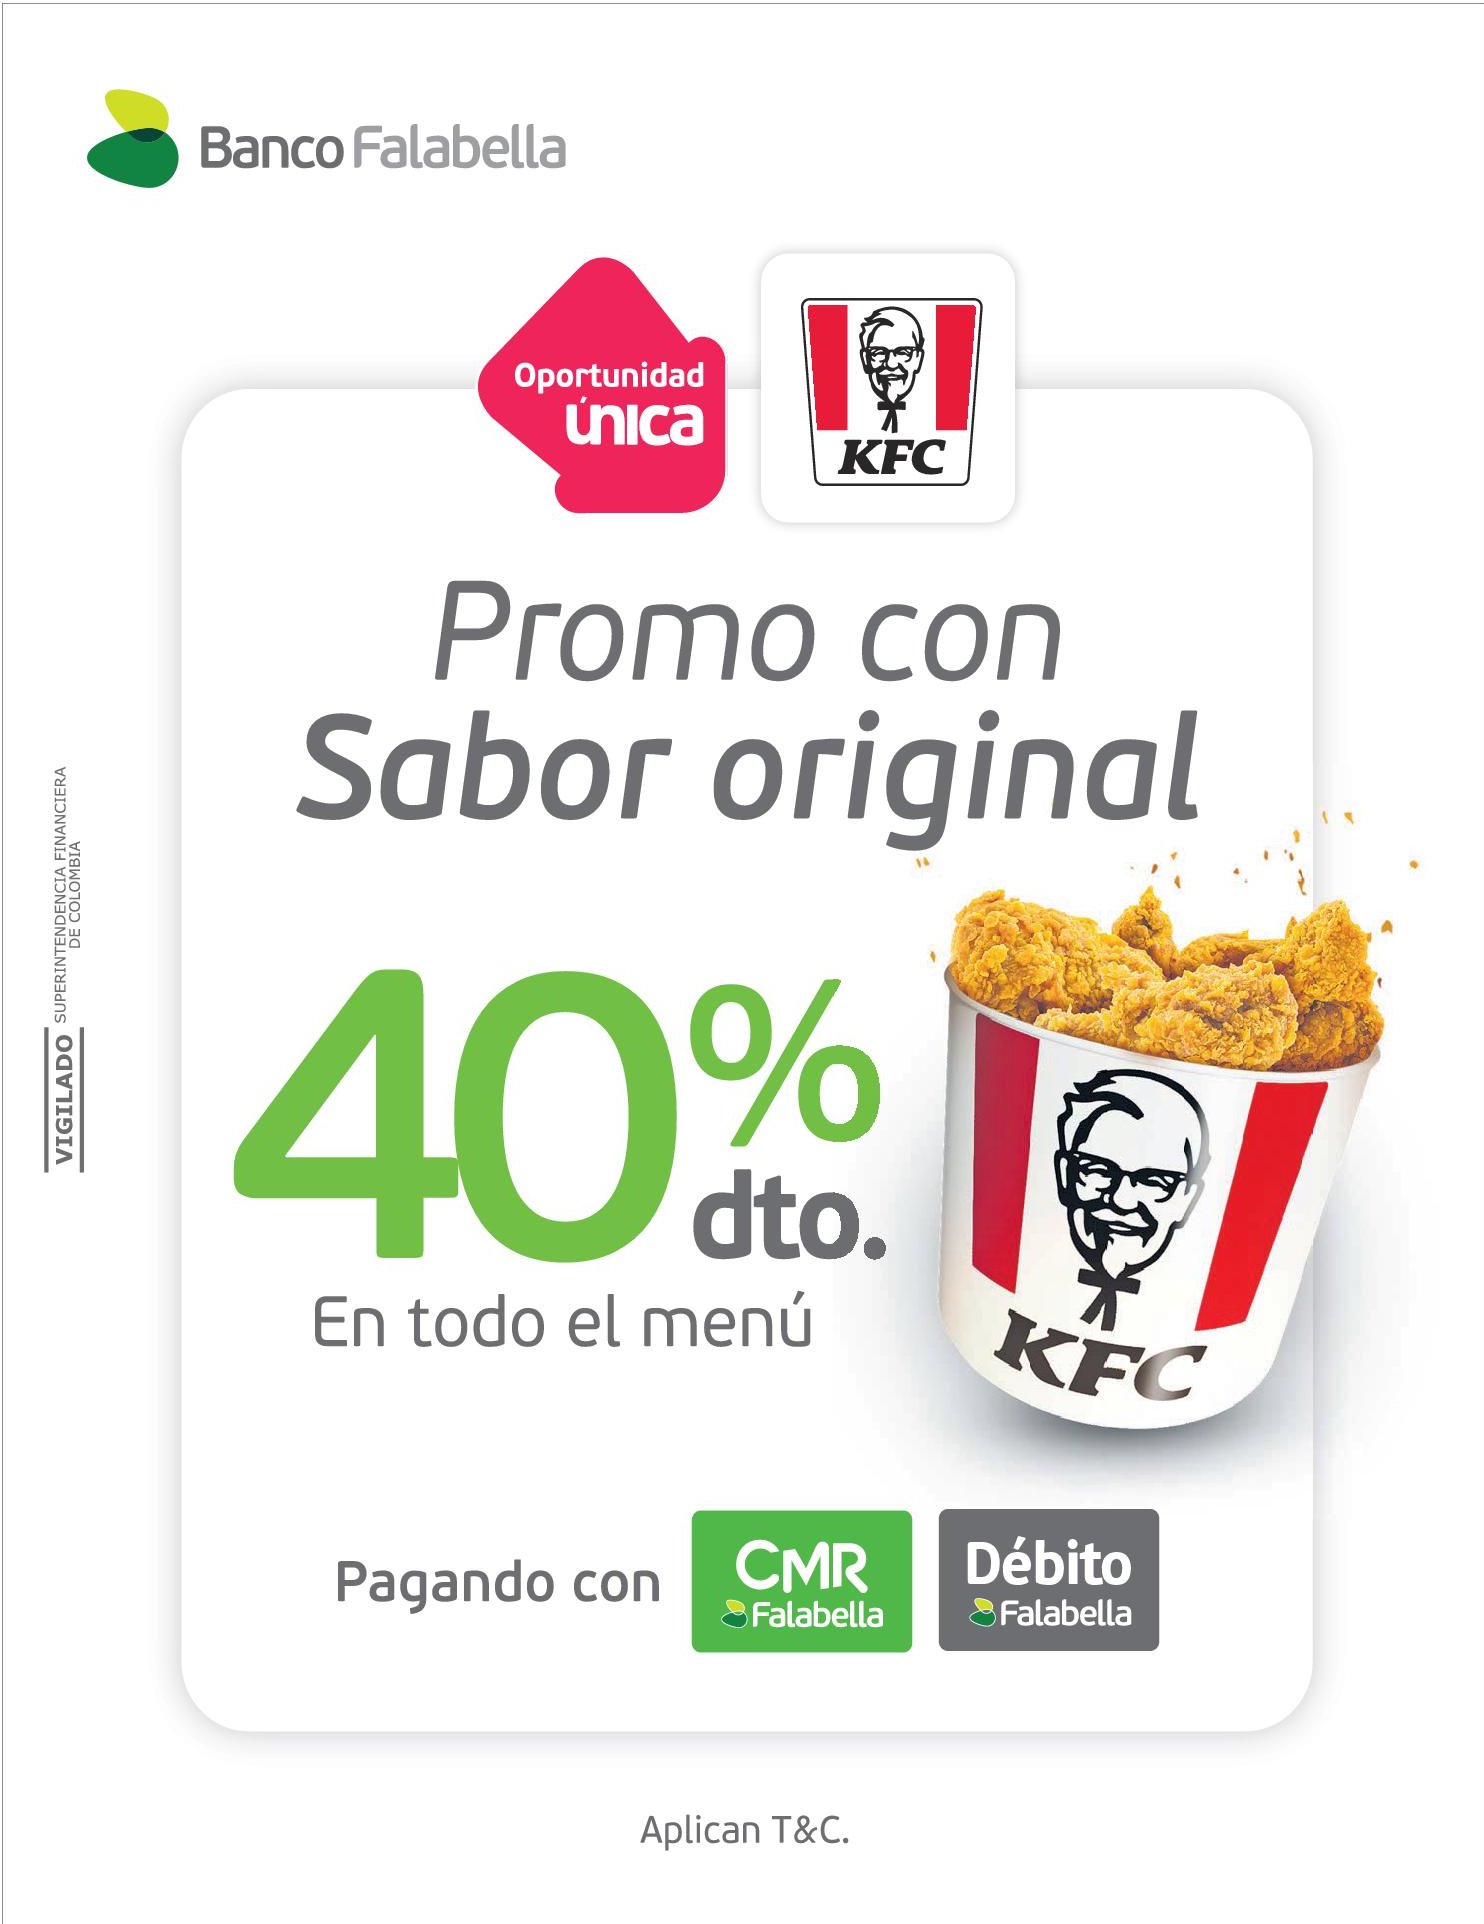 Banco Falabella
Oportunidad
única
KFC
Promo con
Sabor original
40%
dto.
En todo el menú
KFC
Pagando con
CMR
Falabella
Débito
Falabella
VIGILADO SUPERINTENDENCIA FINANCIERA
DE COLOMBIA
Aplican T&C.